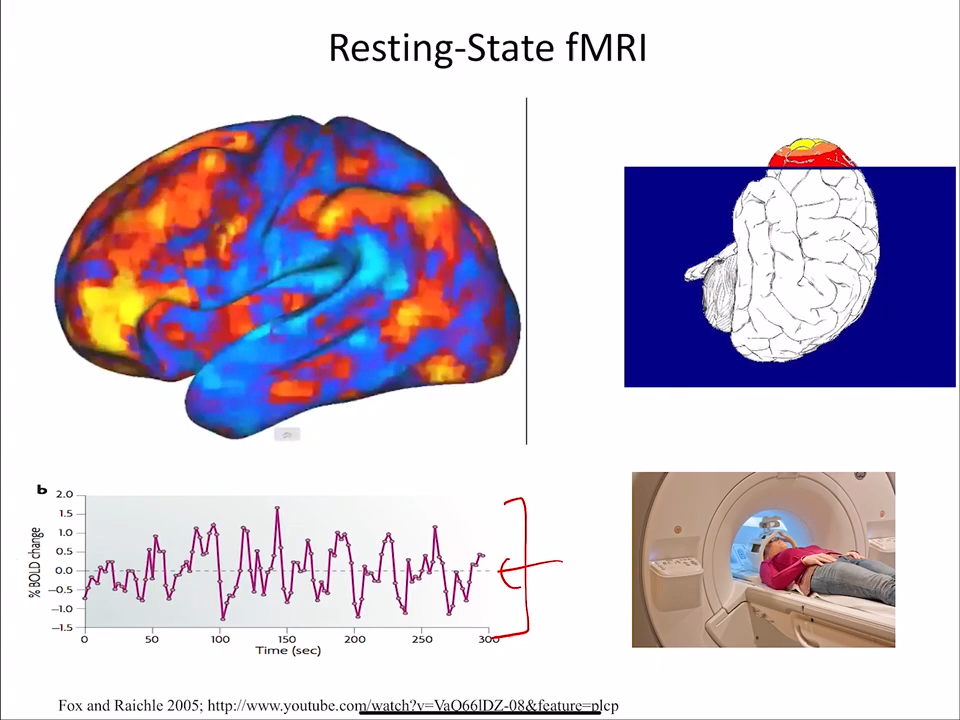 Resting-State fMRI
b
% BOLD change
2.0
1.5
1.0
0.5
0.0
−0.5
−1.0
−1.5
0 50 100 150 200 250 300
Time (sec)
Fox and Raichle 2005; http://www.youtube.com/watch?v=VaQ66lDZ-08&feature=plcp